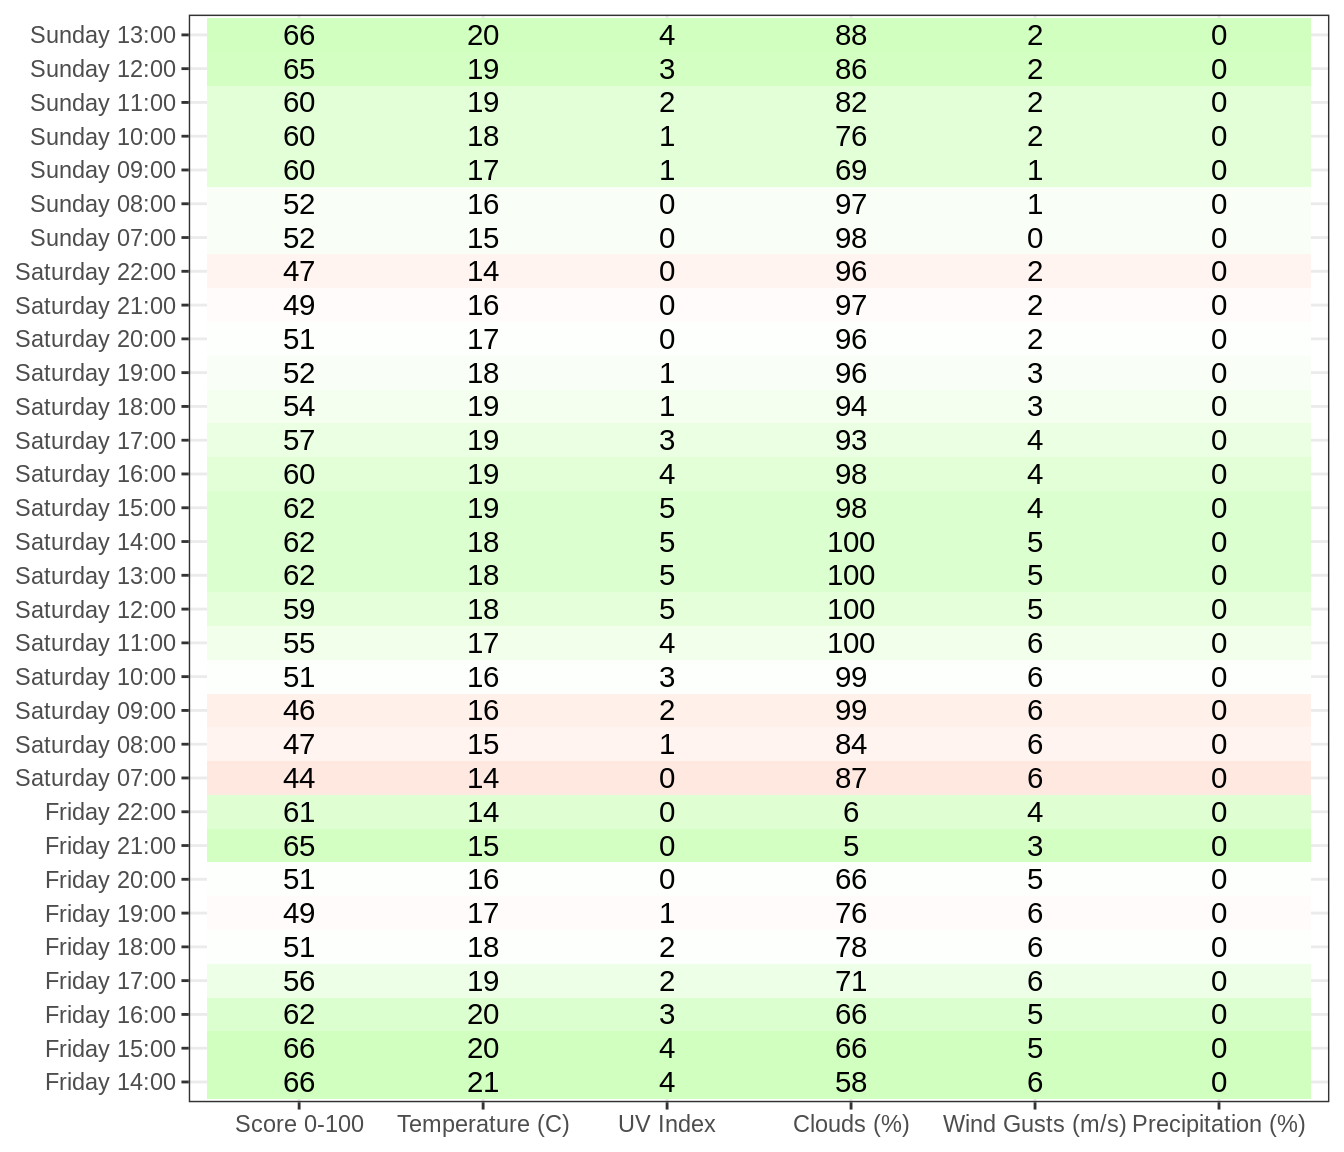 Sunday 13:00 66 20 4 88 2 0
Sunday 12:00 65 19 3 86 2 0
Sunday 11:00 60 19 2 82 2 0
Sunday 10:00 60 18 1 76 2 0
Sunday 09:00 60 17 1 69 1 0
Sunday 08:00 52 16 0 97 1 0
Sunday 07:00 52 15 0 98 0 0
Saturday 22:00 47 14 0 96 2 0
Saturday 21:00 49 16 0 97 2 0
Saturday 20:00 51 17 0 96 2 0
Saturday 19:00 52 18 1 96 3 0
Saturday 18:00 54 19 1 94 3 0
Saturday 17:00 57 19 3 93 4 0
Saturday 16:00 60 19 4 98 4 0
Saturday 15:00 62 19 5 98 4 0
Saturday 14:00 62 18 5 100 5 0
Saturday 13:00 62 18 5 100 5 0
Saturday 12:00 59 18 5 100 5 0
Saturday 11:00 55 17 4 100 6 0
Saturday 10:00 51 16 3 99 6 0
Saturday 09:00 46 16 2 99 6 0
Saturday 08:00 47 15 1 84 6 0
Saturday 07:00 44 14 0 87 6 0
Friday 22:00 61 14 0 6 4 0
Friday 21:00 65 15 0 5 3 0
Friday 20:00 51 16 0 66 5 0
Friday 19:00 49 17 1 76 6 0
Friday 18:00 51 18 2 78 6 0
Friday 17:00 56 19 2 71 6 0
Friday 16:00 62 20 3 66 5 0
Friday 15:00 66 20 4 66 5 0
Friday 14:00 66 21 4 58 6 0
Score 0-100 Temperature (C) UV Index Clouds (%) Wind Gusts (m/s) Precipitation (%)